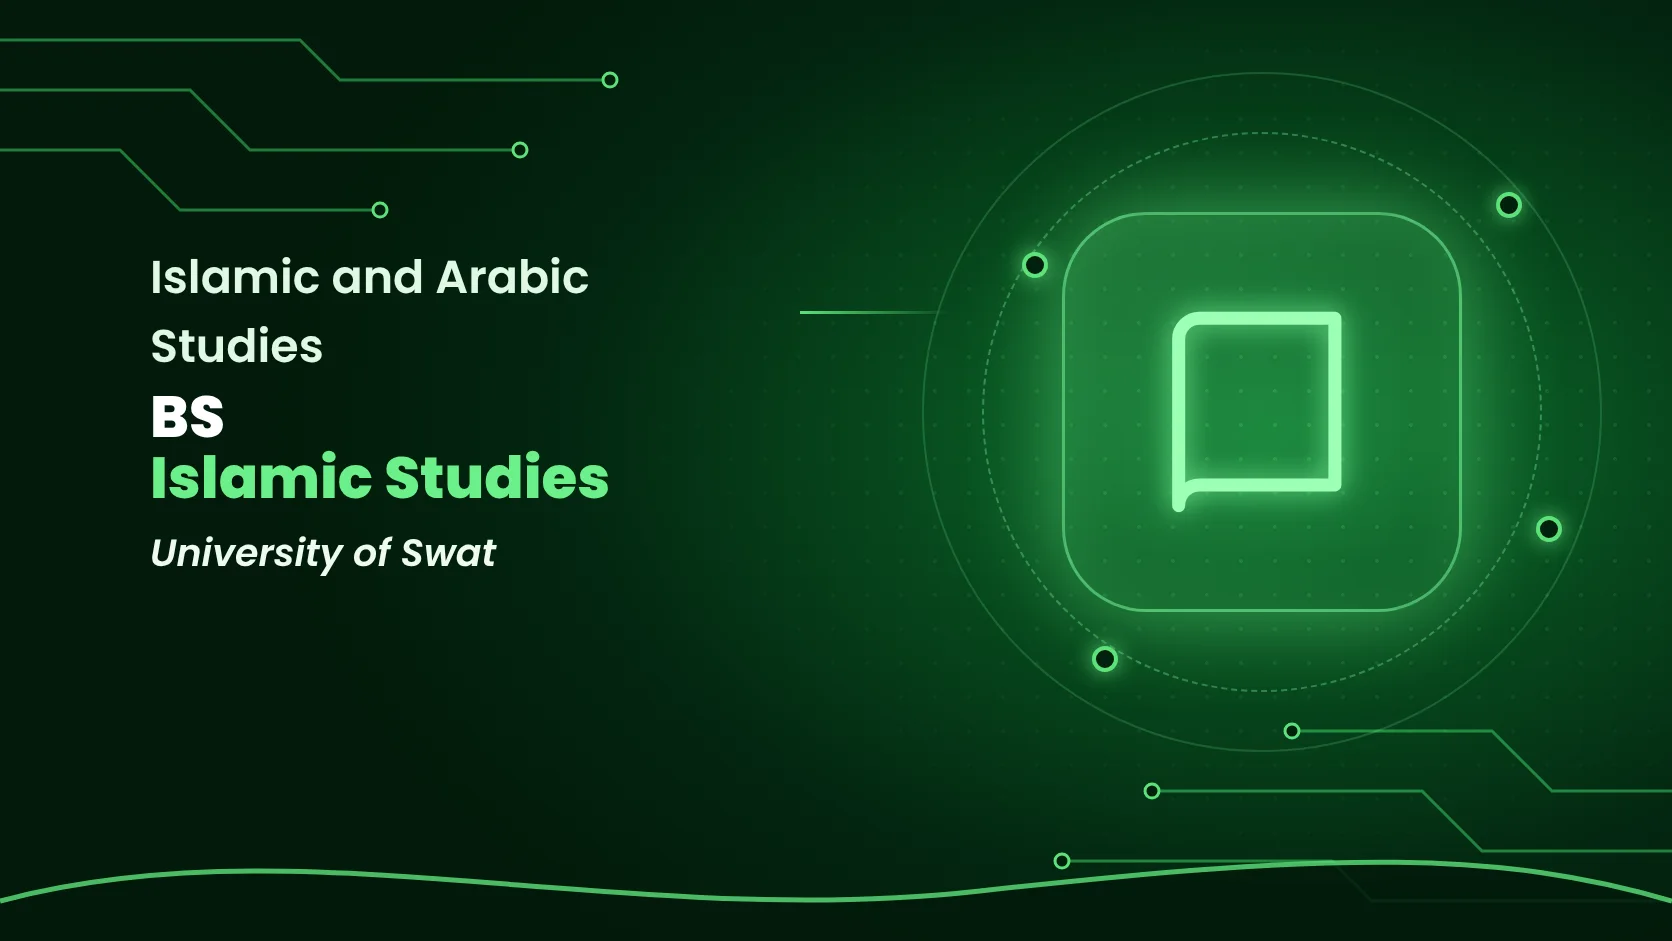 Islamic and Arabic
Studies
BS
Islamic Studies
University of Swat